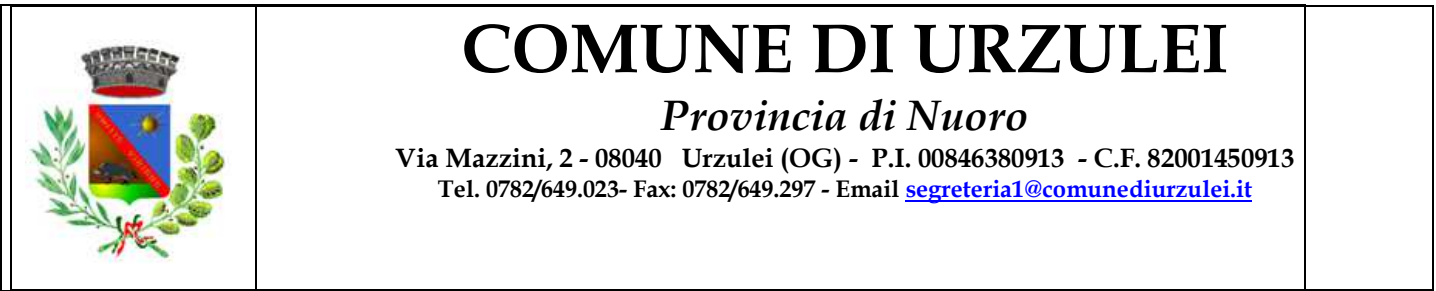 COMUNE DI URZULEI
Provincia di Nuoro
Via Mazzini, 2 - 08040 Urzulei (OG) - P.I. 00846380913 - C.F. 82001450913
Tel. 0782/649.023- Fax: 0782/649.297 - Email segreteria1@comunediurzulei.it